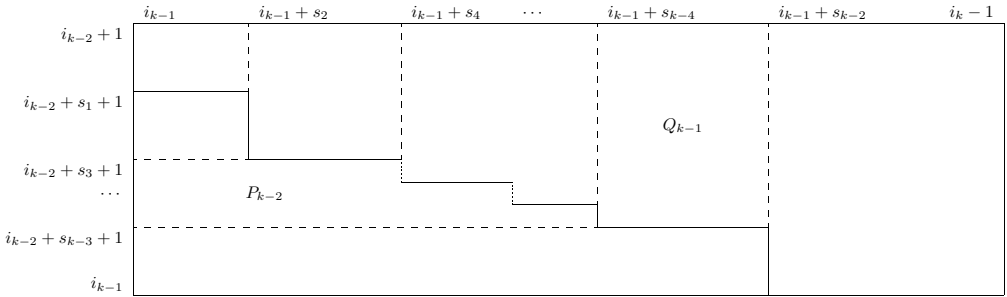 i_{k-1} i_{k-1} + s_2 i_{k-1} + s_4 ⋯ i_{k-1} + s_{k-4} i_{k-1} + s_{k-2} i_k − 1
i_{k-2} + 1
i_{k-2} + s_1 + 1
Q_{k-1}
i_{k-2} + s_3 + 1
⋯ P_{k-2}
i_{k-2} + s_{k-3} + 1
i_{k-1}